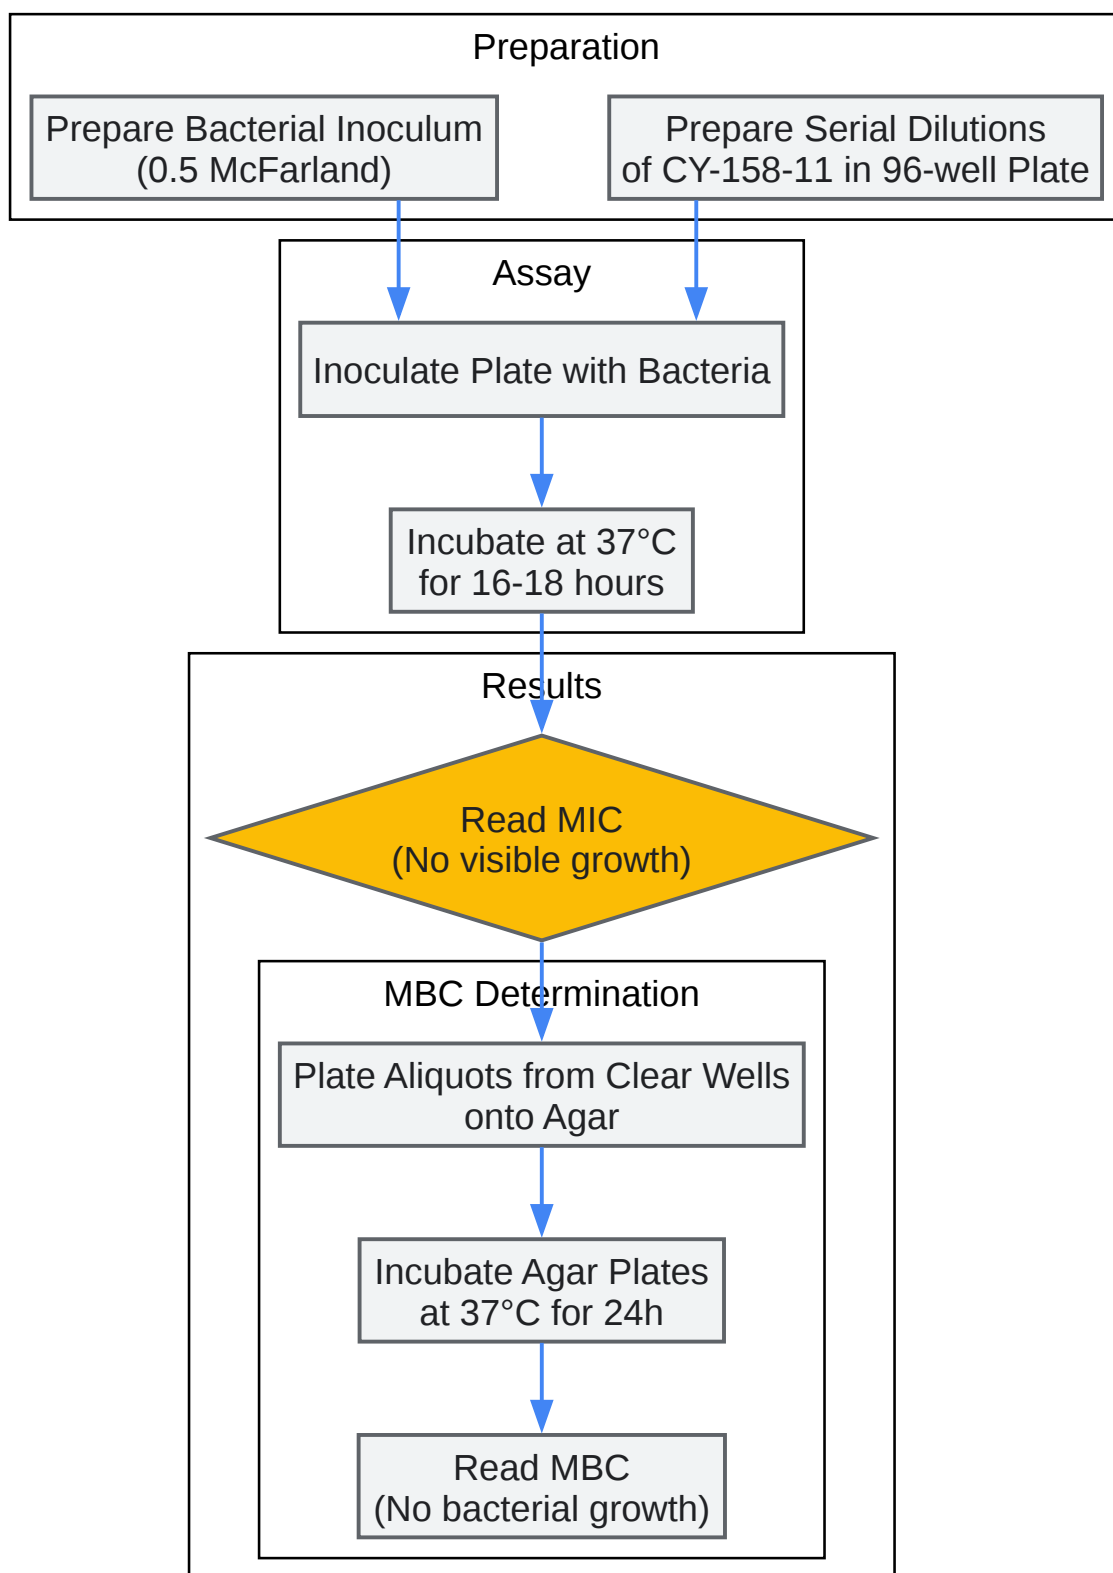 Preparation
Prepare Bacterial Inoculum
(0.5 McFarland)
Prepare Serial Dilutions
of CY-158-11 in 96-well Plate
Assay
Inoculate Plate with Bacteria
Incubate at 37°C
for 16-18 hours
Results
Read MIC
(No visible growth)
MBC Determination
Plate Aliquots from Clear Wells
onto Agar
Incubate Agar Plates
at 37°C for 24h
Read MBC
(No bacterial growth)